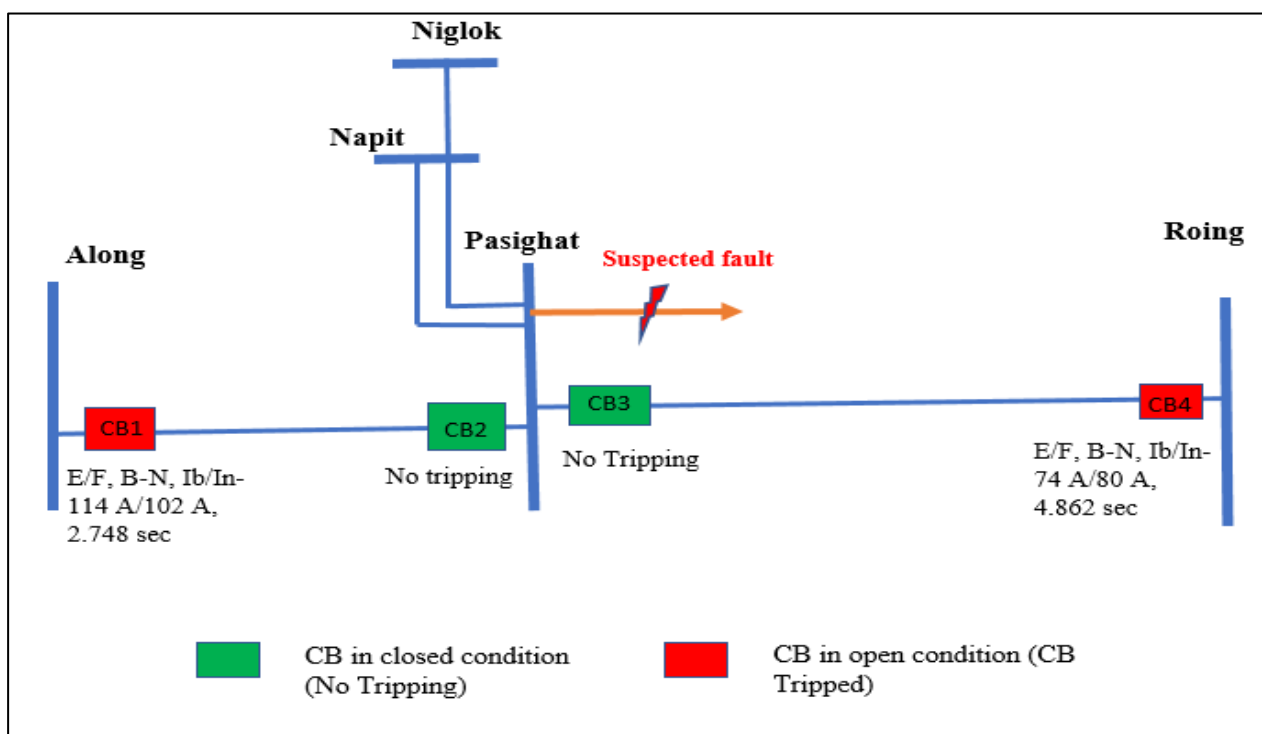 Niglok
Napit
Pasighat
Along
Roing
Suspected fault
CB1
CB2
CB3
CB4
E/F, B-N, Ib/In-
114 A/102 A,
2.748 sec
No tripping
No Tripping
E/F, B-N, Ib/In-
74 A/80 A,
4.862 sec
CB in closed condition
(No Tripping)
CB in open condition (CB
Tripped)